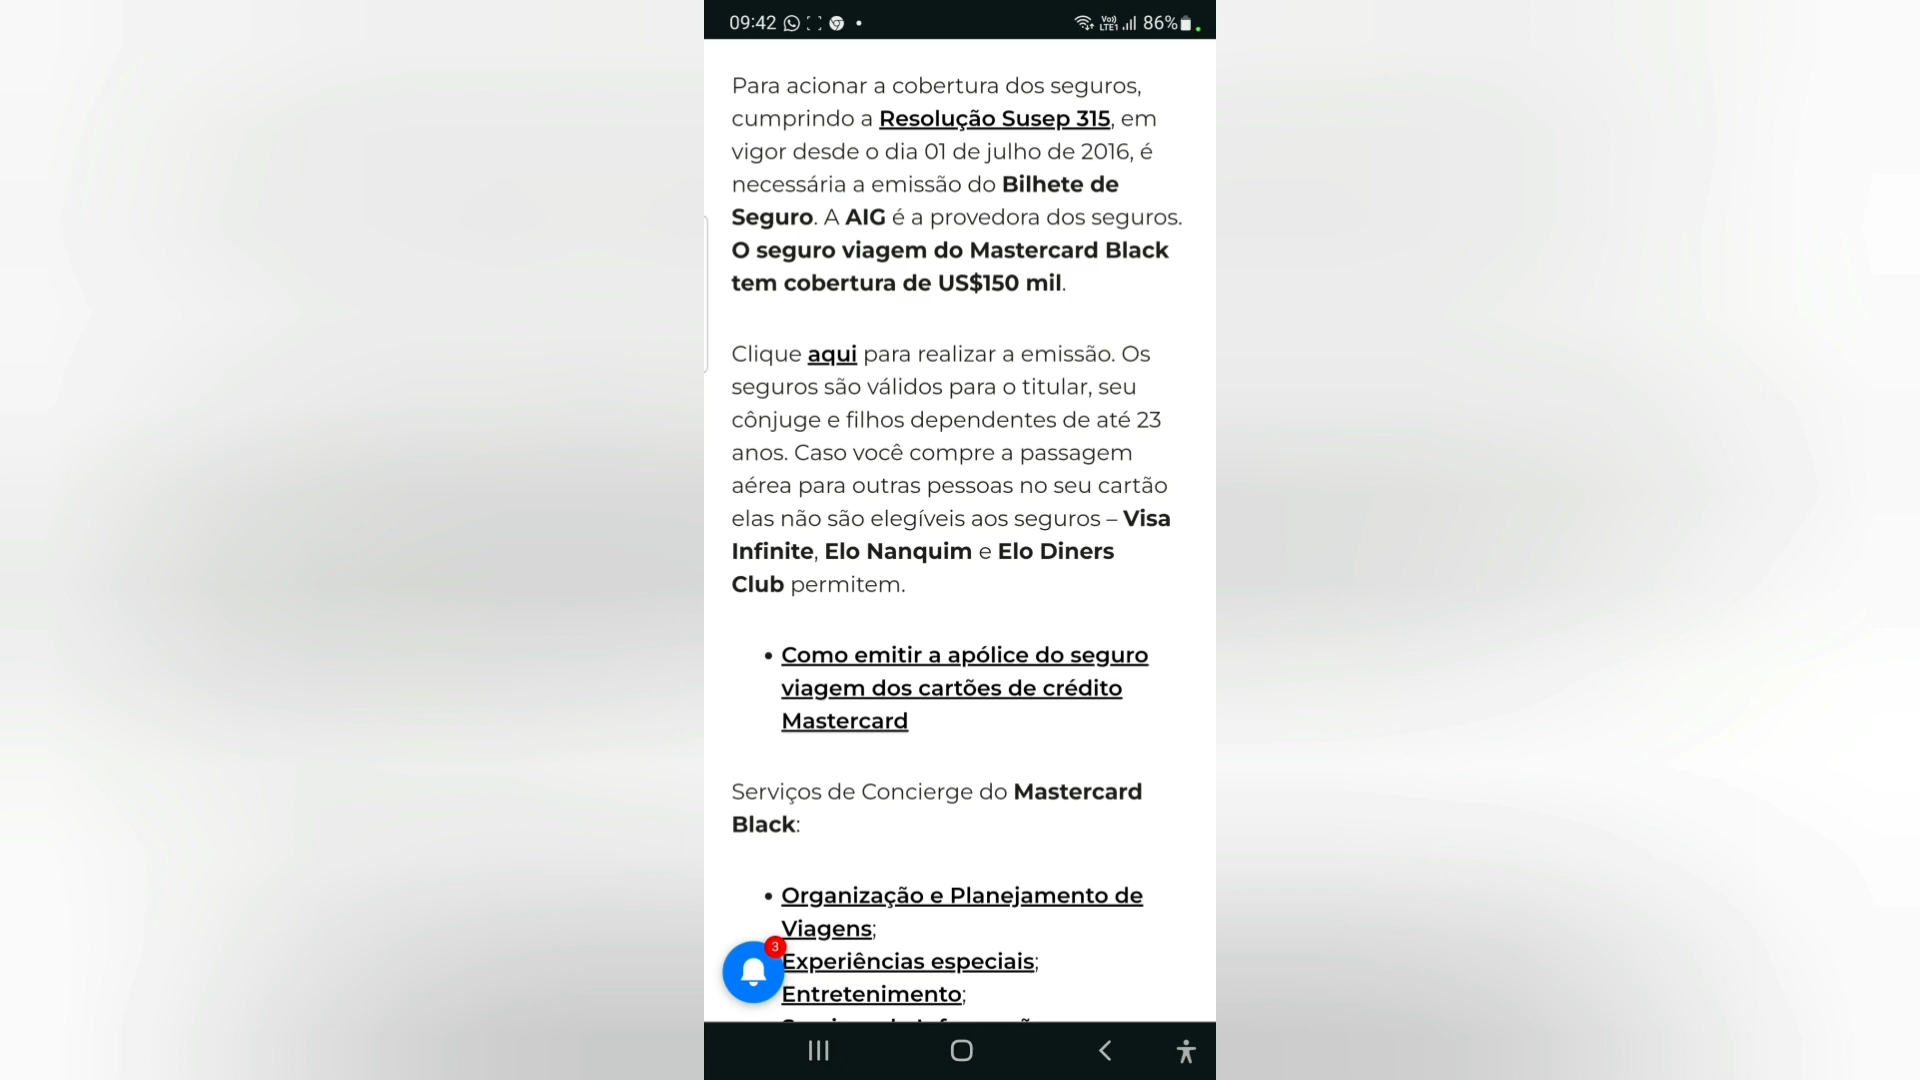 09:42
86%
Para acionar a cobertura dos seguros,
cumprindo a Resolução Susep 315, em
vigor desde o dia 01 de julho de 2016, é
necessária a emissão do Bilhete de
Seguro. A AIG é a provedora dos seguros.
O seguro viagem do Mastercard Black
tem cobertura de US$150 mil.
Clique aqui para realizar a emissão. Os
seguros são válidos para o titular, seu
cônjuge e filhos dependentes de até 23
anos. Caso você compre a passagem
aérea para outras pessoas no seu cartão
elas não são elegíveis aos seguros – Visa
Infinite, Elo Nanquim e Elo Diners
Club permitem.
• Como emitir a apólice do seguro
viagem dos cartões de crédito
Mastercard
Serviços de Concierge do Mastercard
Black:
• Organização e Planejamento de
Viagens;
3
Experiências especiais;
Entretenimento;